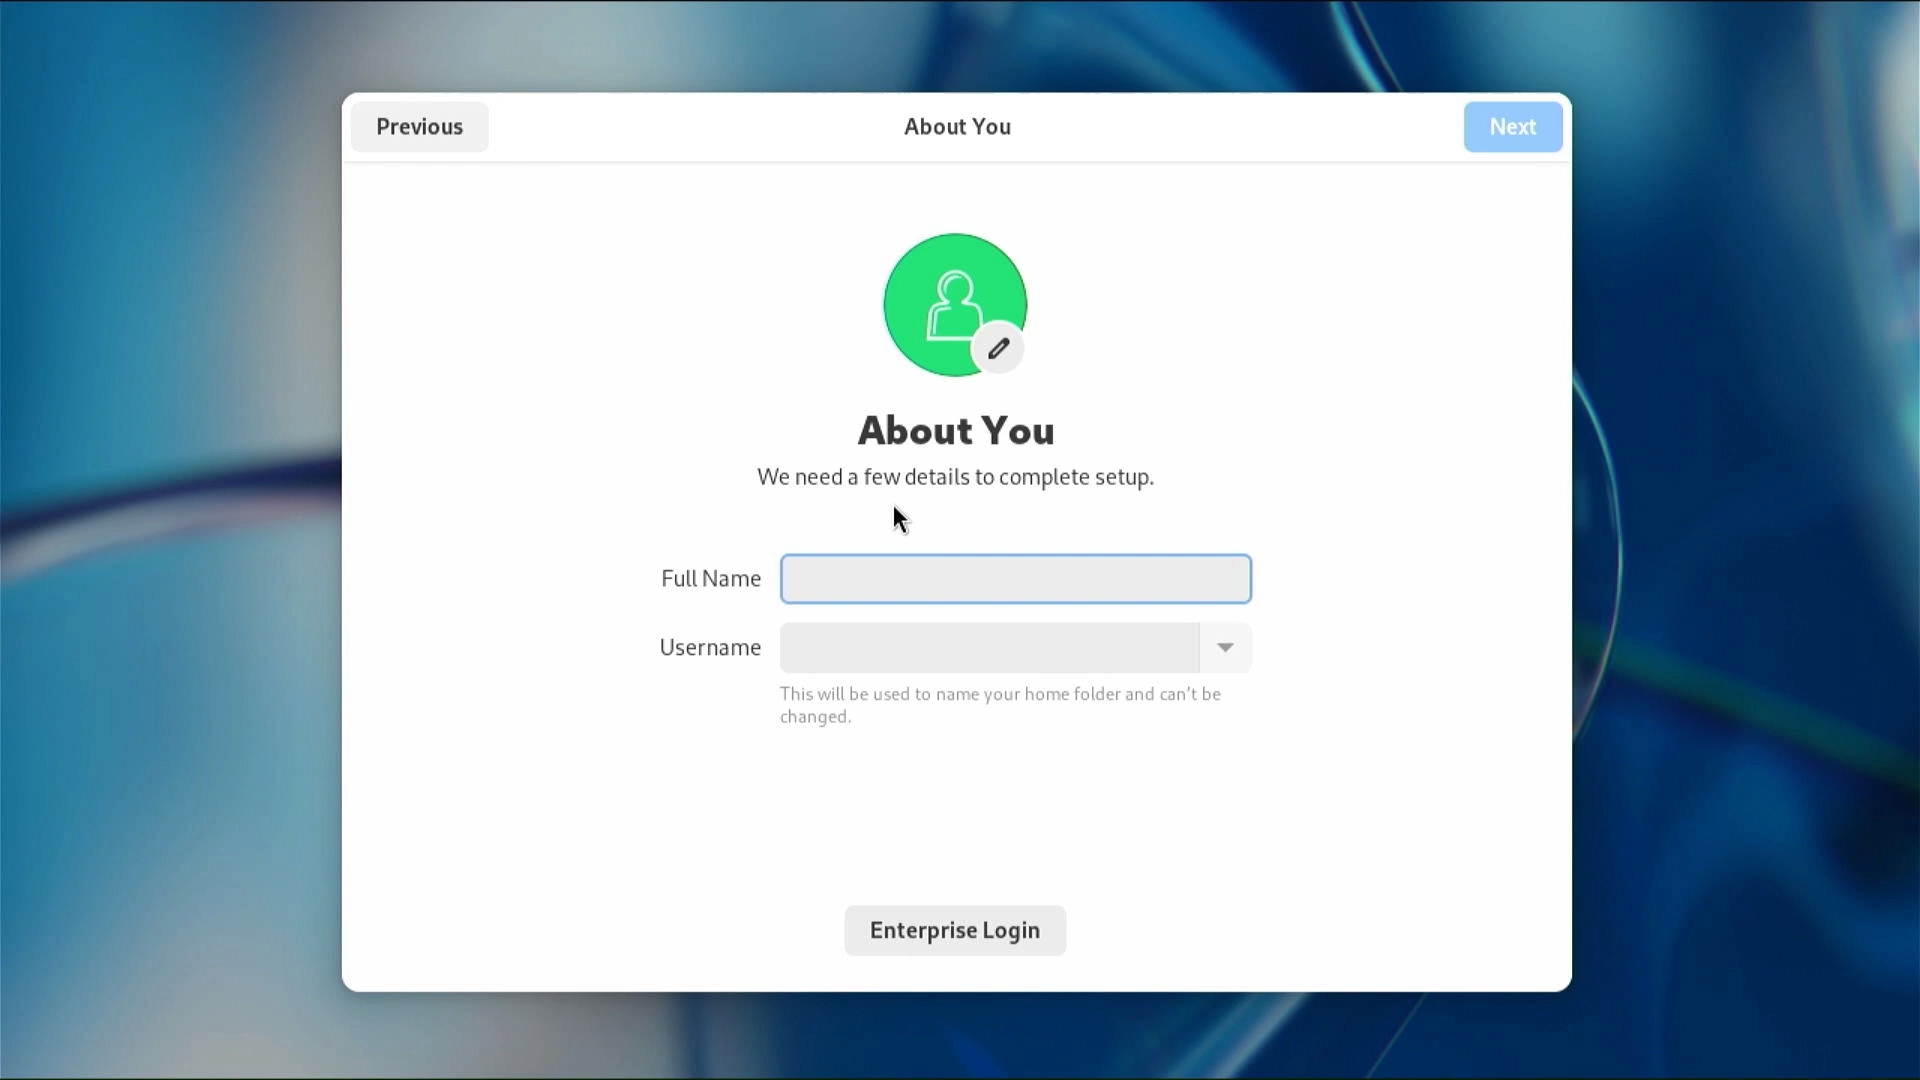 Previous
About You
Next
About You
We need a few details to complete setup.
Full Name
Username
This will be used to name your home folder and can't be
changed.
Enterprise Login